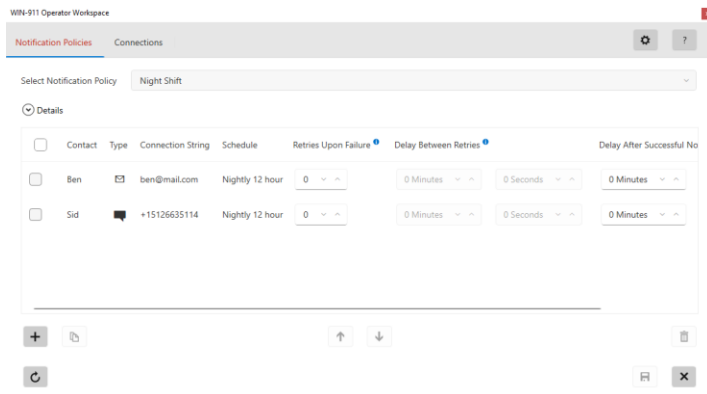 WIN-911 Operator Workspace
Notification Policies Connections ?
Select Notification Policy Night Shift
Details
Contact Type Connection String Schedule Retries Upon Failure Delay Between Retries Delay After Successful No
Ben ben@mail.com Nightly 12 hour 0 0 Minutes 0 Seconds 0 Minutes
Sid +15126635114 Nightly 12 hour 0 0 Minutes 0 Seconds 0 Minutes